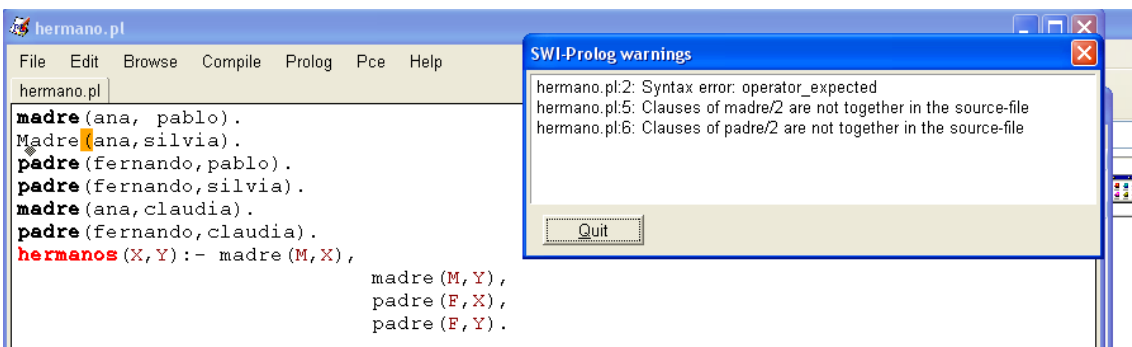 hermano.pl
File Edit Browse Compile Prolog Pce Help
hermano.pl
madre(ana, pablo).
Madre(ana,silvia).
padre(fernando,pablo).
padre(fernando,silvia).
madre(ana,claudia).
padre(fernando,claudia).
hermanos(X,Y):- madre(M,X),
madre(M,Y),
padre(F,X),
padre(F,Y).
SWI-Prolog warnings
hermano.pl:2: Syntax error: operator_expected
hermano.pl:5: Clauses of madre/2 are not together in the source-file
hermano.pl:6: Clauses of padre/2 are not together in the source-file
Quit